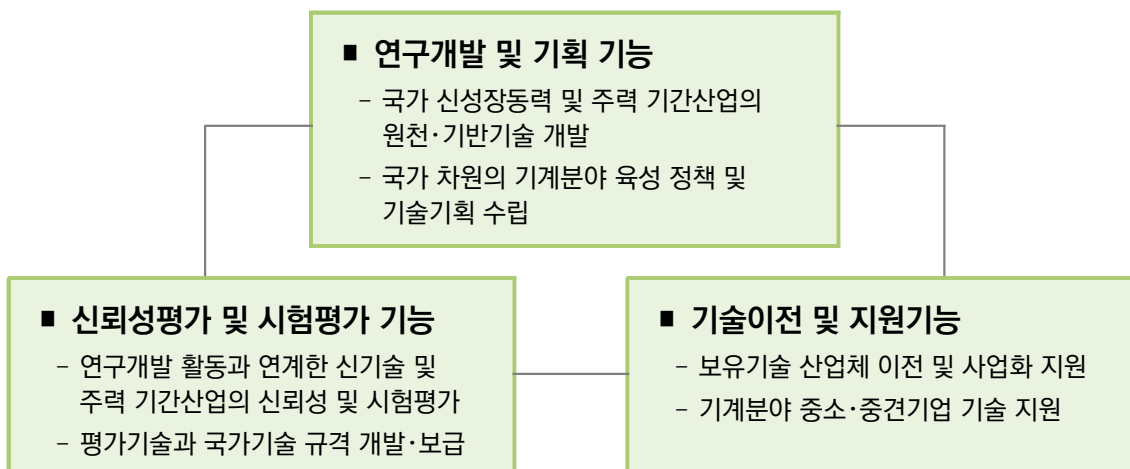 ■ 연구개발 및 기획 기능
- 국가 신성장동력 및 주력 기간산업의
원천·기반기술 개발
- 국가 차원의 기계분야 육성 정책 및
기술기획 수립
■ 신뢰성평가 및 시험평가 기능
- 연구개발 활동과 연계한 신기술 및
주력 기간산업의 신뢰성 및 시험평가
- 평가기술과 국가기술 규격 개발·보급
■ 기술이전 및 지원기능
- 보유기술 산업체 이전 및 사업화 지원
- 기계분야 중소·중견기업 기술 지원